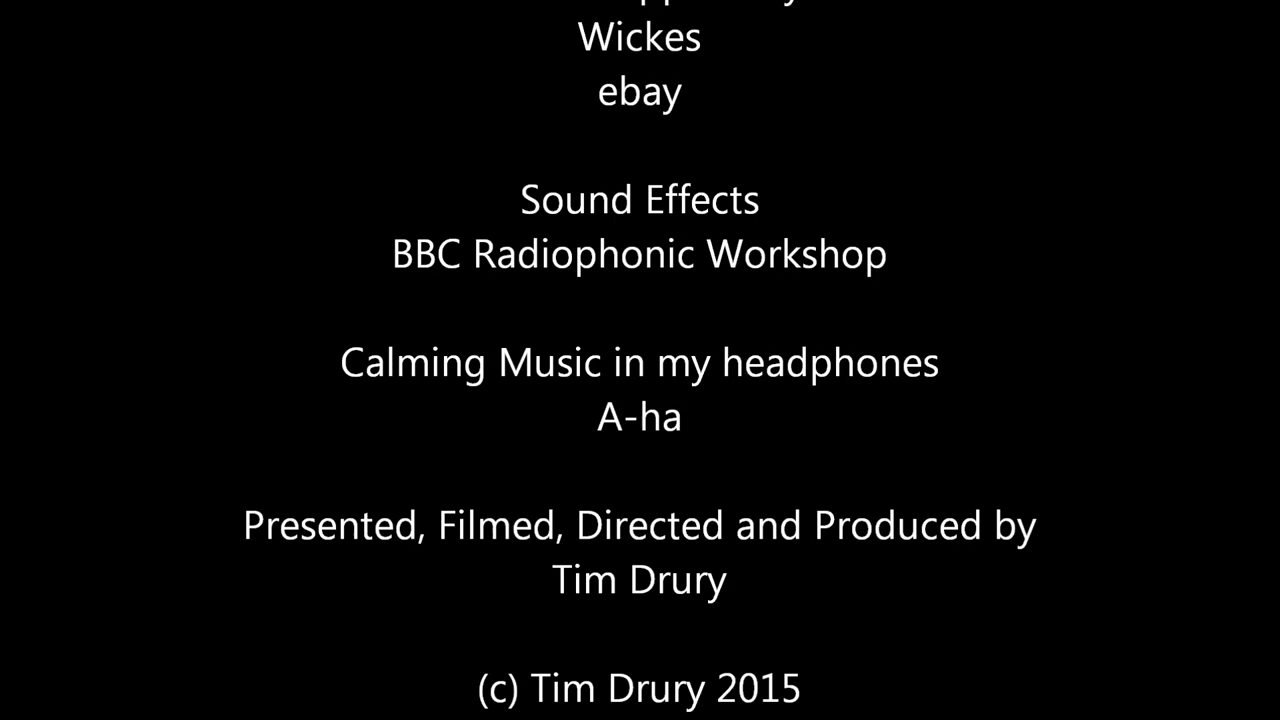 Wickes
ebay
Sound Effects
BBC Radiophonic Workshop
Calming Music in my headphones
A-ha
Presented, Filmed, Directed and Produced by
Tim Drury
(c) Tim Drury 2015